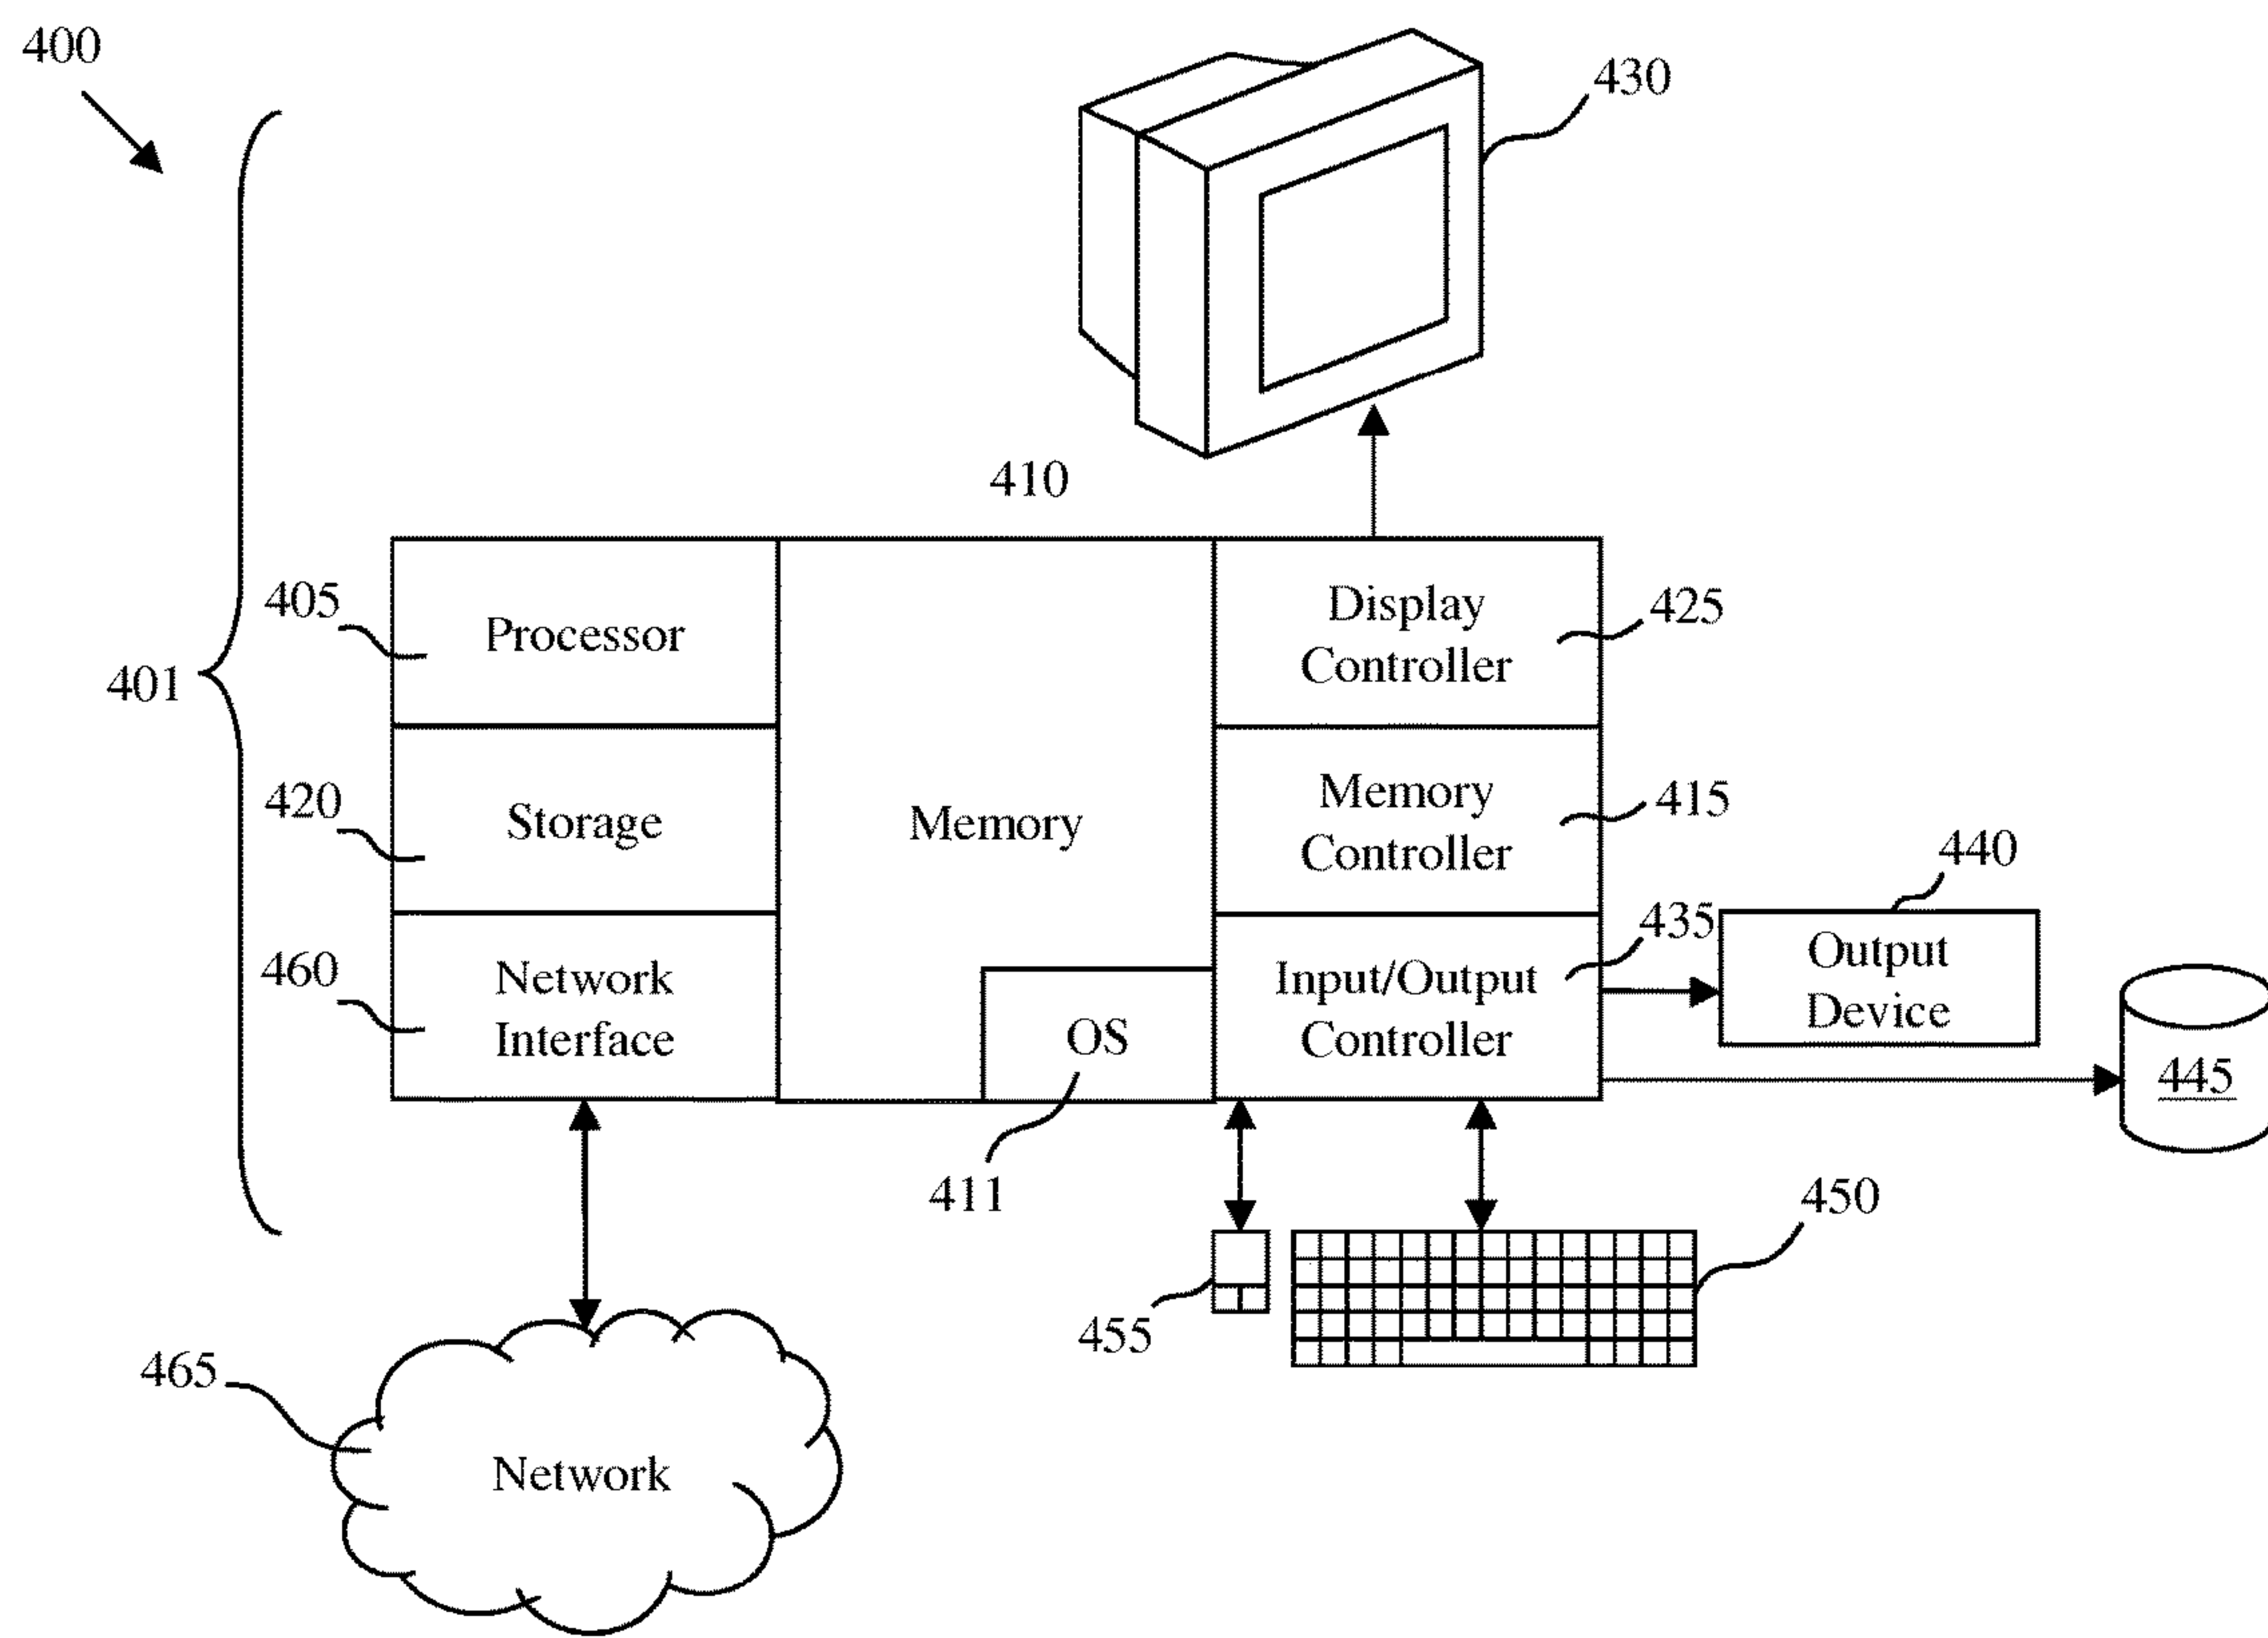 400
430
410
405
Processor
Display
Controller
425
401
420
Storage
Memory
Memory
Controller
415
440
435
460
Network
Interface
OS
Input/Output
Controller
Output
Device
445
411
450
455
465
Network